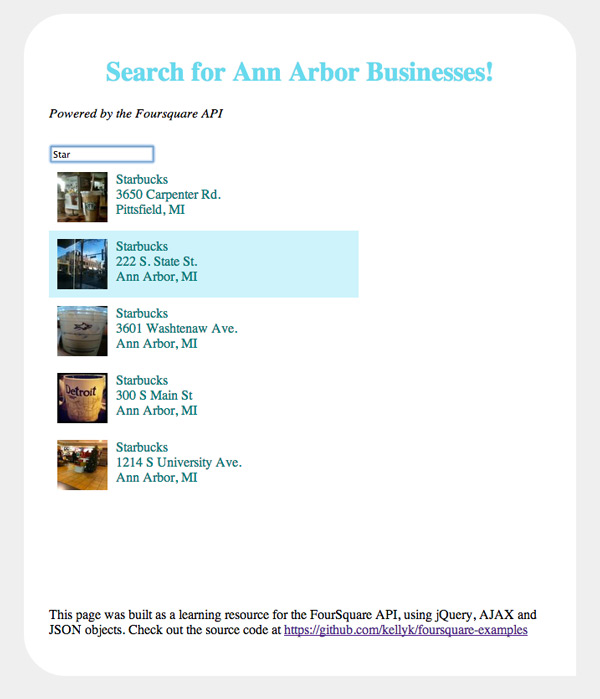 Search for Ann Arbor Businesses!
Powered by the Foursquare API
Star
Starbucks
3650 Carpenter Rd.
Pittsfield, MI
Starbucks
222 S. State St.
Ann Arbor, MI
Starbucks
3601 Washtenaw Ave.
Ann Arbor, MI
Detroit
Starbucks
300 S Main St
Ann Arbor, MI
Starbucks
1214 S University Ave.
Ann Arbor, MI
This page was built as a learning resource for the FourSquare API, using jQuery, AJAX and
JSON objects. Check out the source code at https://github.com/kellyk/foursquare-examples